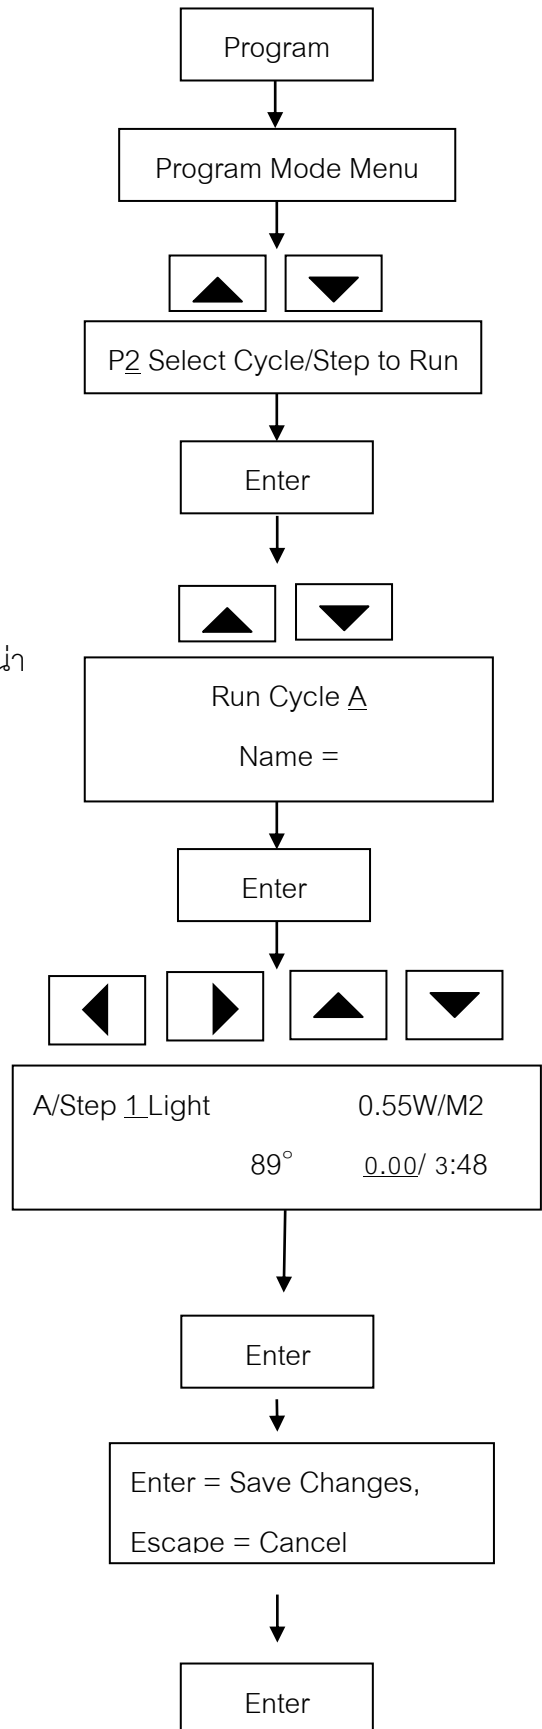 Program
Program Mode Menu
P2 Select Cycle/Step to Run
Enter
Run Cycle A
Name =
Enter
A/Step 1 Light 0.55W/M2
89° 0.00/ 3:48
Enter
Enter = Save Changes,
Escape = Cancel
Enter